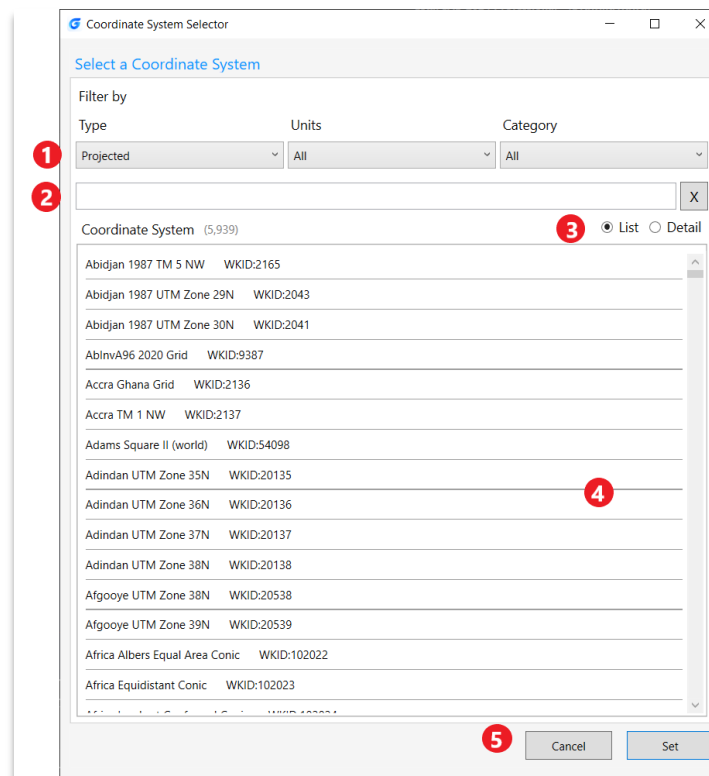 Coordinate System Selector
Select a Coordinate System
Filter by
Type Units Category
1 Projected All All
2 X
Coordinate System (5,939) 3 List Detail
Abidjan 1987 TM 5 NW WKID:2165
Abidjan 1987 UTM Zone 29N WKID:2043
Abidjan 1987 UTM Zone 30N WKID:2041
AbInvA96 2020 Grid WKID:9387
Accra Ghana Grid WKID:2136
Accra TM 1 NW WKID:2137
Adams Square II (world) WKID:54098
Adindan UTM Zone 35N WKID:20135
4
Adindan UTM Zone 36N WKID:20136
Adindan UTM Zone 37N WKID:20137
Adindan UTM Zone 38N WKID:20138
Afgooye UTM Zone 38N WKID:20538
Afgooye UTM Zone 39N WKID:20539
Africa Albers Equal Area Conic WKID:102022
Africa Equidistant Conic WKID:102023
5 Cancel Set